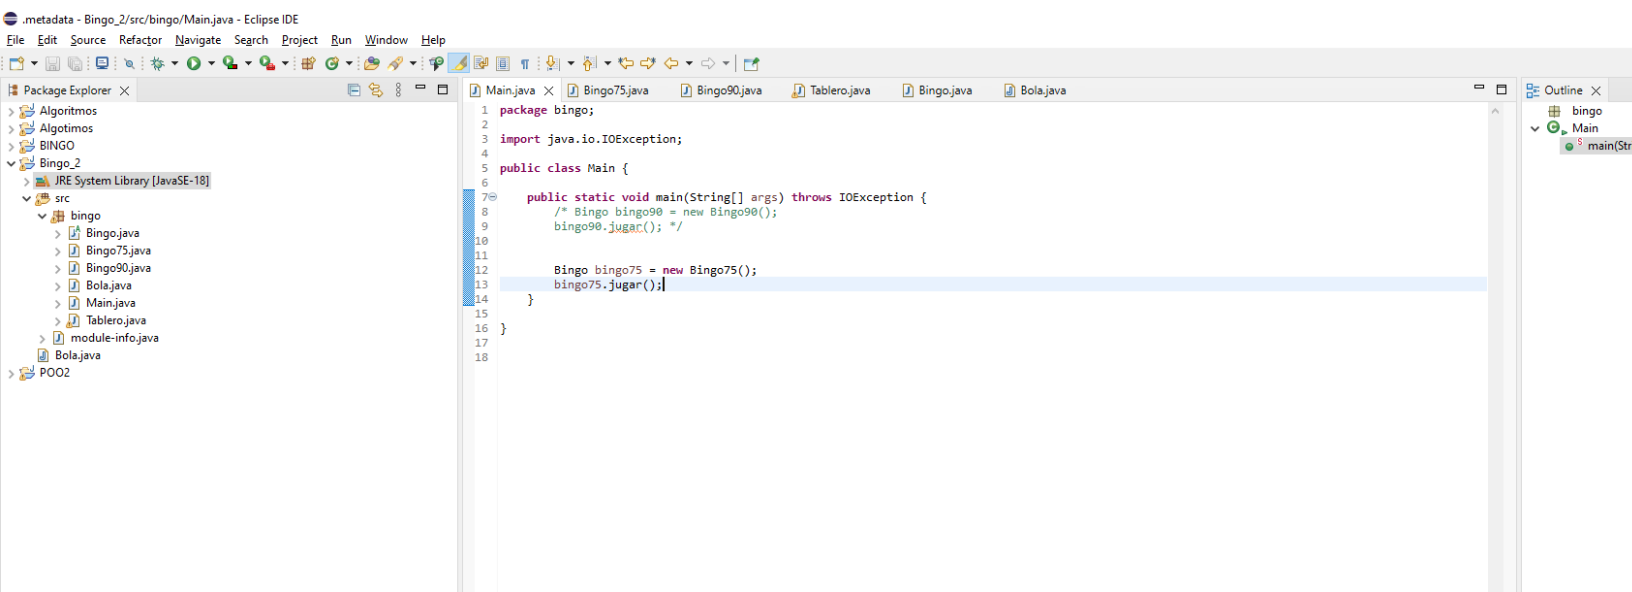 .metadata - Bingo_2/src/bingo/Main.java - Eclipse IDE
File Edit Source Refactor Navigate Search Project Run Window Help
Package Explorer
Algoritmos
Algotimos
BINGO
Bingo_2
JRE System Library [JavaSE-18]
src
bingo
Bingo.java
Bingo75.java
Bingo90.java
Bola.java
Main.java
Tablero.java
module-info.java
Bola.java
POO2
Main.java Bingo75.java Bingo90.java Tablero.java Bingo.java Bola.java
1 package bingo;
2
3 import java.io.IOException;
4
5 public class Main {
6
7 public static void main(String[] args) throws IOException {
8 /* Bingo bingo90 = new Bingo90();
9 bingo90.jugar(); */
10
11
12 Bingo bingo75 = new Bingo75();
13 bingo75.jugar();
14 }
15
16 }
17
18
Outline
bingo
Main
S main(Str